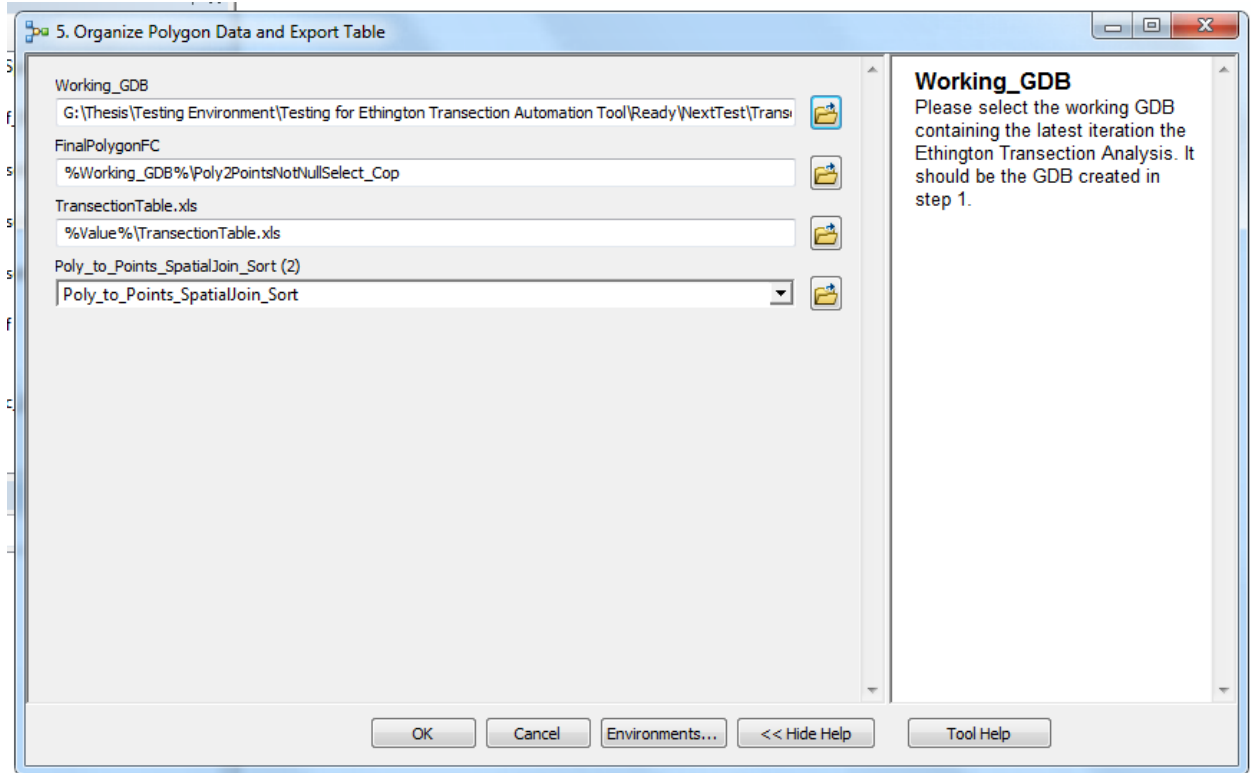 5. Organize Polygon Data and Export Table
Working_GDB
G:\Thesis\Testing Environment\Testing for Ethington Transection Automation Tool\Ready\NextTest\Trans
FinalPolygonFC
%Working_GDB%\Poly2PointsNotNullSelect_Cop
TransectionTable.xls
%Value%\TransectionTable.xls
Poly_to_Points_SpatialJoin_Sort (2)
Poly_to_Points_SpatialJoin_Sort
Working_GDB
Please select the working GDB
containing the latest iteration the
Ethington Transection Analysis. It
should be the GDB created in
step 1.
OK
Cancel
Environments...
<< Hide Help
Tool Help